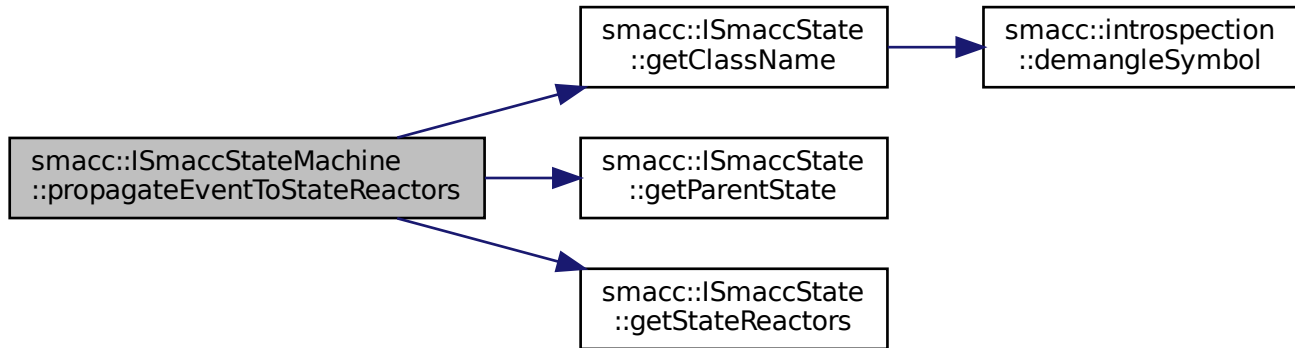 smacc::ISmaccStateMachine
::propagateEventToStateReactors
smacc::ISmaccState
::getClassName
smacc::introspection
::demangleSymbol
smacc::ISmaccState
::getParentState
smacc::ISmaccState
::getStateReactors